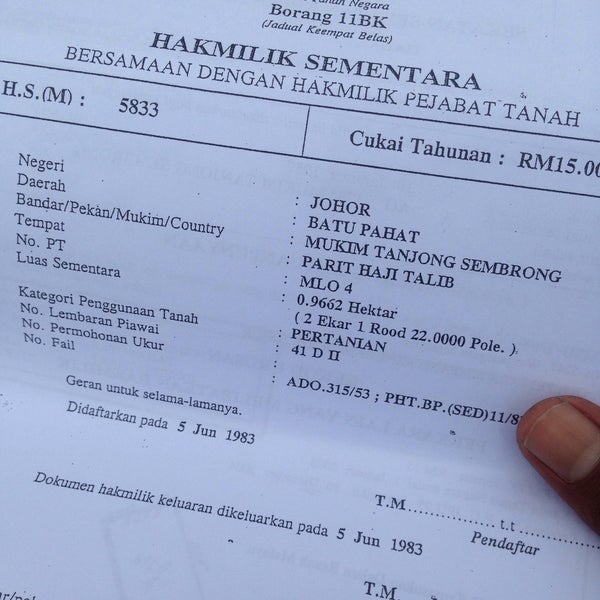 Tanah Negara
Borang 11BK
(Jadual Keempat Belas)
HAKMILIK SEMENTARA
BERSAMAAN DENGAN HAKMILIK PEJABAT TANAH
H.S.(M) : 5833
Cukai Tahunan : RM15.00
Negeri : JOHOR
Daerah : BATU PAHAT
Bandar/Pekan/Mukim/Country : MUKIM TANJONG SEMBRONG
Tempat : PARIT HAJI TALIB
No. PT : MLO 4
Luas Sementara : 0.9662 Hektar
( 2 Ekar 1 Rood 22.0000 Pole. )
Kategori Penggunaan Tanah : PERTANIAN
No. Lembaran Piawai : 41 D II
No. Permohonan Ukur :
No. Fail : ADO.315/53 ; PHT.BP.(SED)11/8
Geran untuk selama-lamanya.
Didaftarkan pada 5 Jun 1983
T.M ............... t.t ...............
Pendaftar
Dokumen hakmilik keluaran dikeluarkan pada 5 Jun 1983
T.M